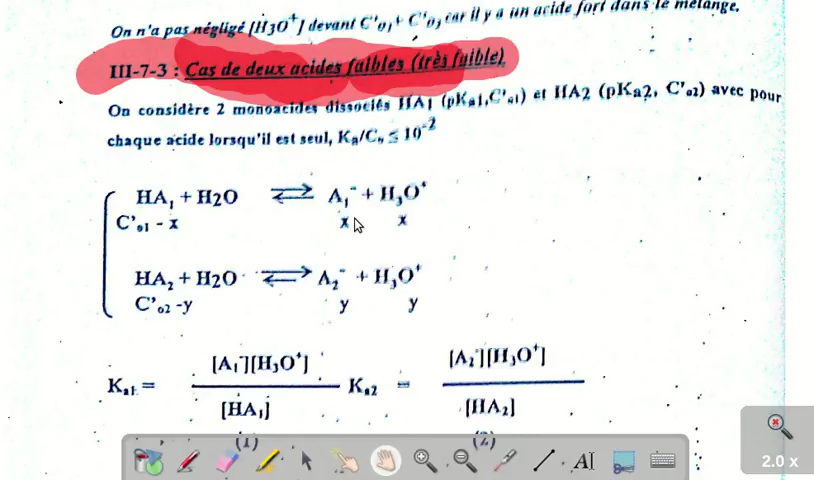 On n'a pas négligé [H3O+] devant C'o1 + C'o2 car il y a un acide fort dans le mélange.
III-7-3 : Cas de deux acides faibles (très faible).
On considère 2 monoacides dissociés HA1 (pKa1,C'o1) et HA2 (pKa2, C'o2) avec pour
chaque acide lorsqu'il est seul, Ka/Co ≤ 10-2
HA1 + H2O ⇌ A1- + H3O+
C'o1 - x x x
HA2 + H2O ⇌ A2- + H3O+
C'o2 -y y y
Ka1 = [A1-][H3O+] / [HA1] Ka2 = [A2-][H3O+] / [HA2]
(1) (2)
AI
2.0 x